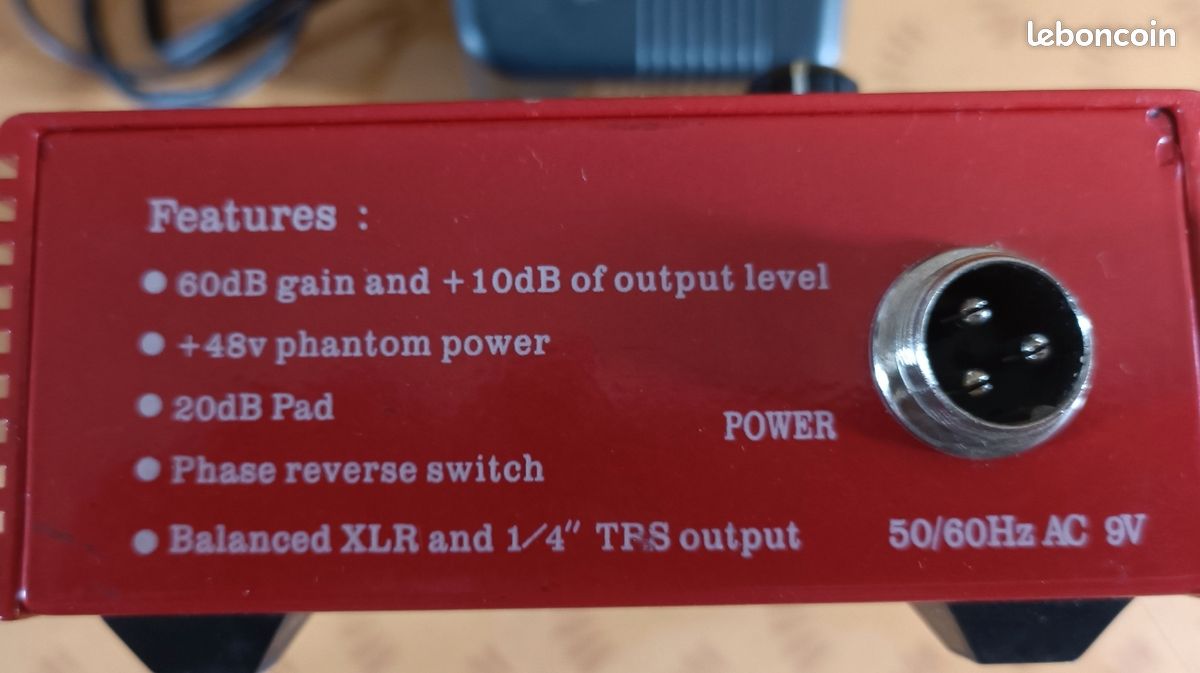 leboncoin
Features :
60dB gain and +10dB of output level
+48v phantom power
20dB Pad
POWER
Phase reverse switch
Balanced XLR and 1/4" TRS output
50/60Hz AC 9V